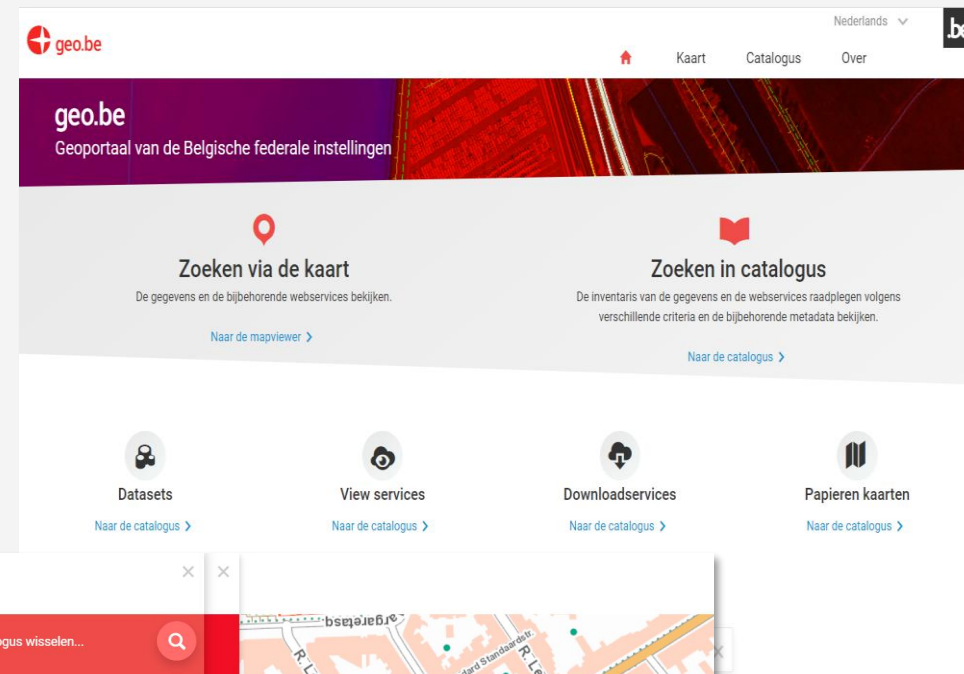 Nederlands
.be
geo.be
Kaart Catalogus Over
geo.be
Geoportaal van de Belgische federale instellingen
Zoeken via de kaart
De gegevens en de bijbehorende webservices bekijken.
Naar de mapviewer
Zoeken in catalogus
De inventaris van de gegevens en de webservices raadplegen volgens
verschillende criteria en de bijbehorende metadata bekijken.
Naar de catalogus
Datasets View services Downloadservices Papieren kaarten
Naar de catalogus Naar de catalogus Naar de catalogus Naar de catalogus
wisselen...
R. L
R. Le